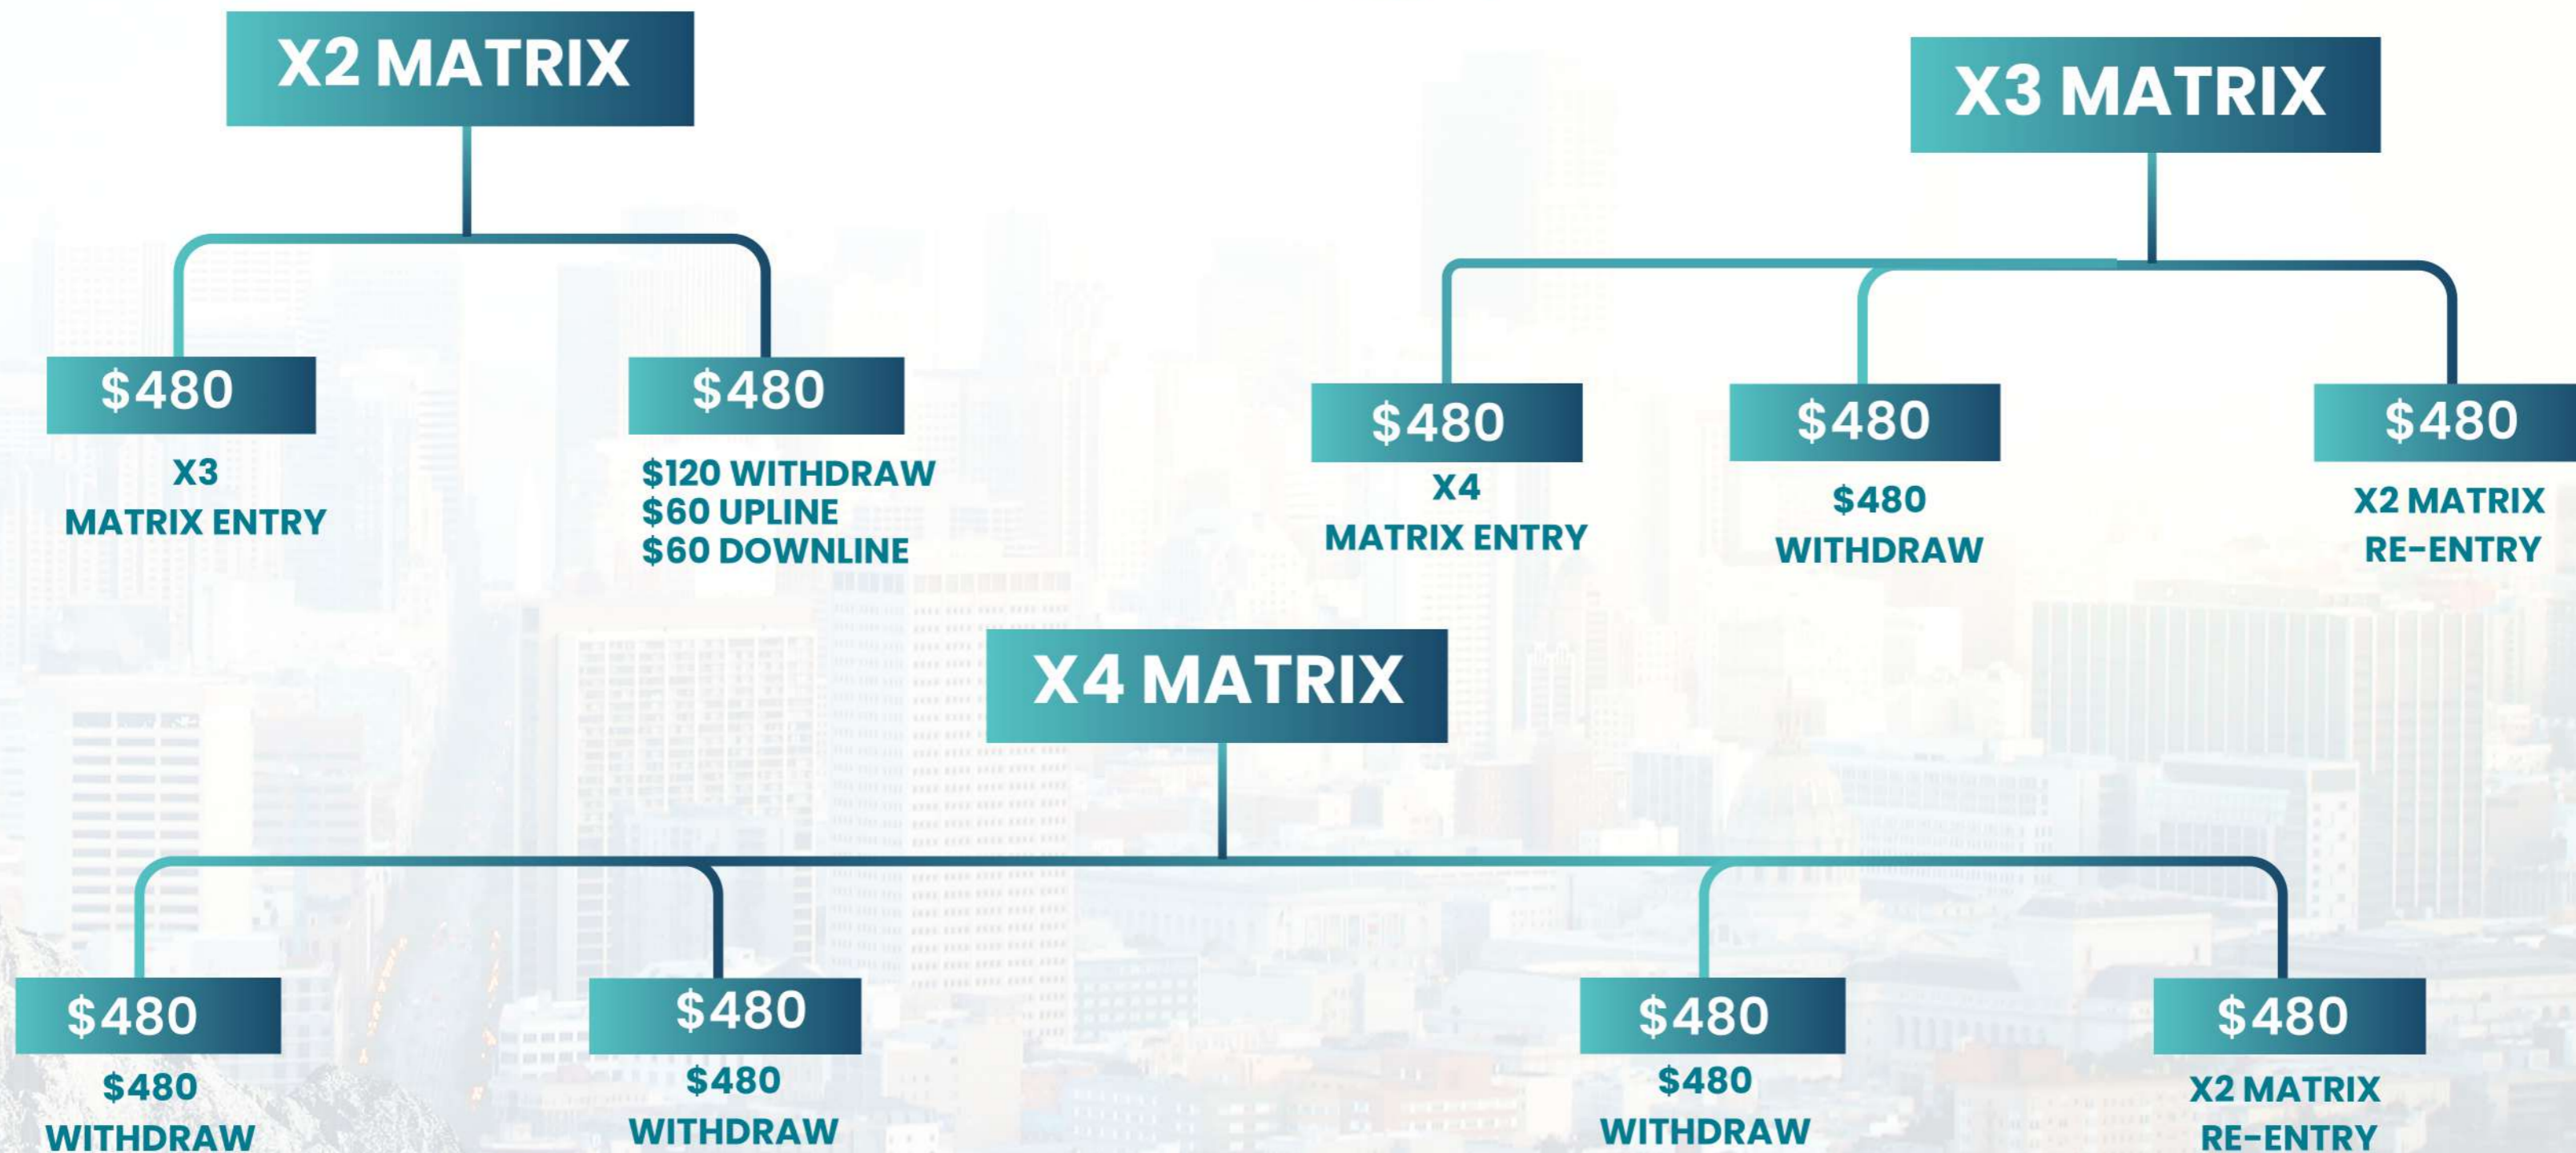 X2 MATRIX
$480
X3
MATRIX ENTRY
$480
$120 WITHDRAW
$60 UPLINE
$60 DOWNLINE
X3 MATRIX
$480
X4
MATRIX ENTRY
$480
$480
WITHDRAW
$480
X2 MATRIX
RE-ENTRY
X4 MATRIX
$480
$480
WITHDRAW
$480
$480
WITHDRAW
$480
$480
WITHDRAW
$480
X2 MATRIX
RE-ENTRY